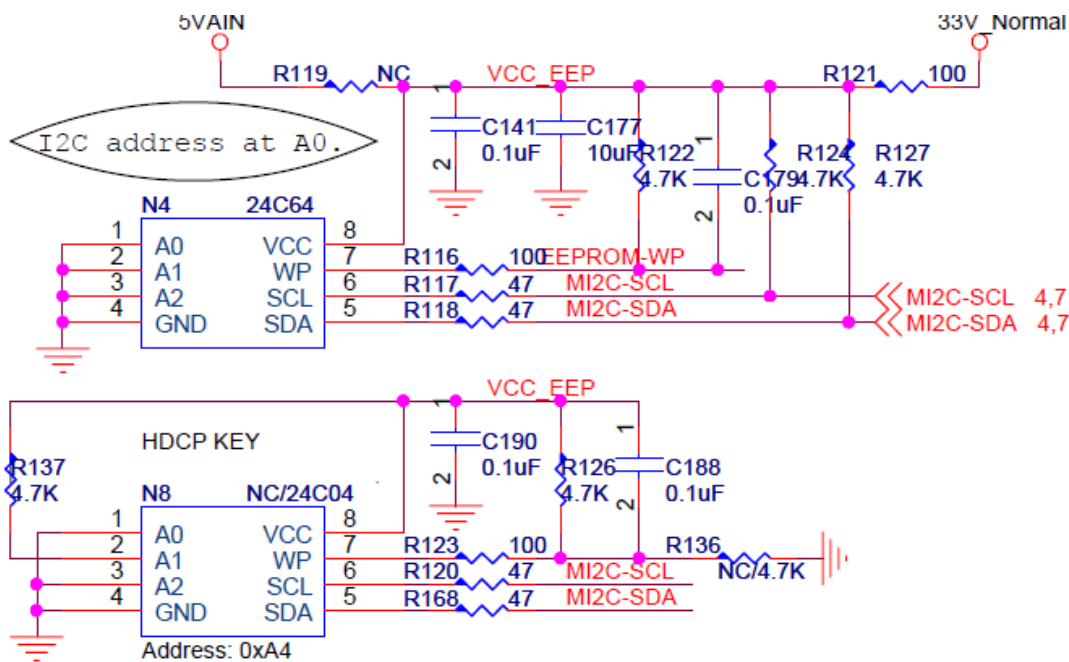 5VAIN
33V_Normal
R119 NC
VCC_EEP
R121 100
I2C address at A0.
1
2
C141
0.1uF
C177
10uF
R122
4.7K
1
2
C179
0.1uF
R124
4.7K
R127
4.7K
N4 24C64
1 A0 VCC 8
2 A1 WP 7
3 A2 SCL 6
4 GND SDA 5
R116 100 EEPROM-WP
R117 47 MI2C-SCL
R118 47 MI2C-SDA
MI2C-SCL 4,7
MI2C-SDA 4,7
VCC_EEP
HDCP KEY
R137
4.7K
1
2
C190
0.1uF
R126
4.7K
1
2
C188
0.1uF
N8 NC/24C04
1 A0 VCC 8
2 A1 WP 7
3 A2 SCL 6
4 GND SDA 5
R123 100
R120 47 MI2C-SCL
R168 47 MI2C-SDA
R136
NC/4.7K
Address: 0xA4